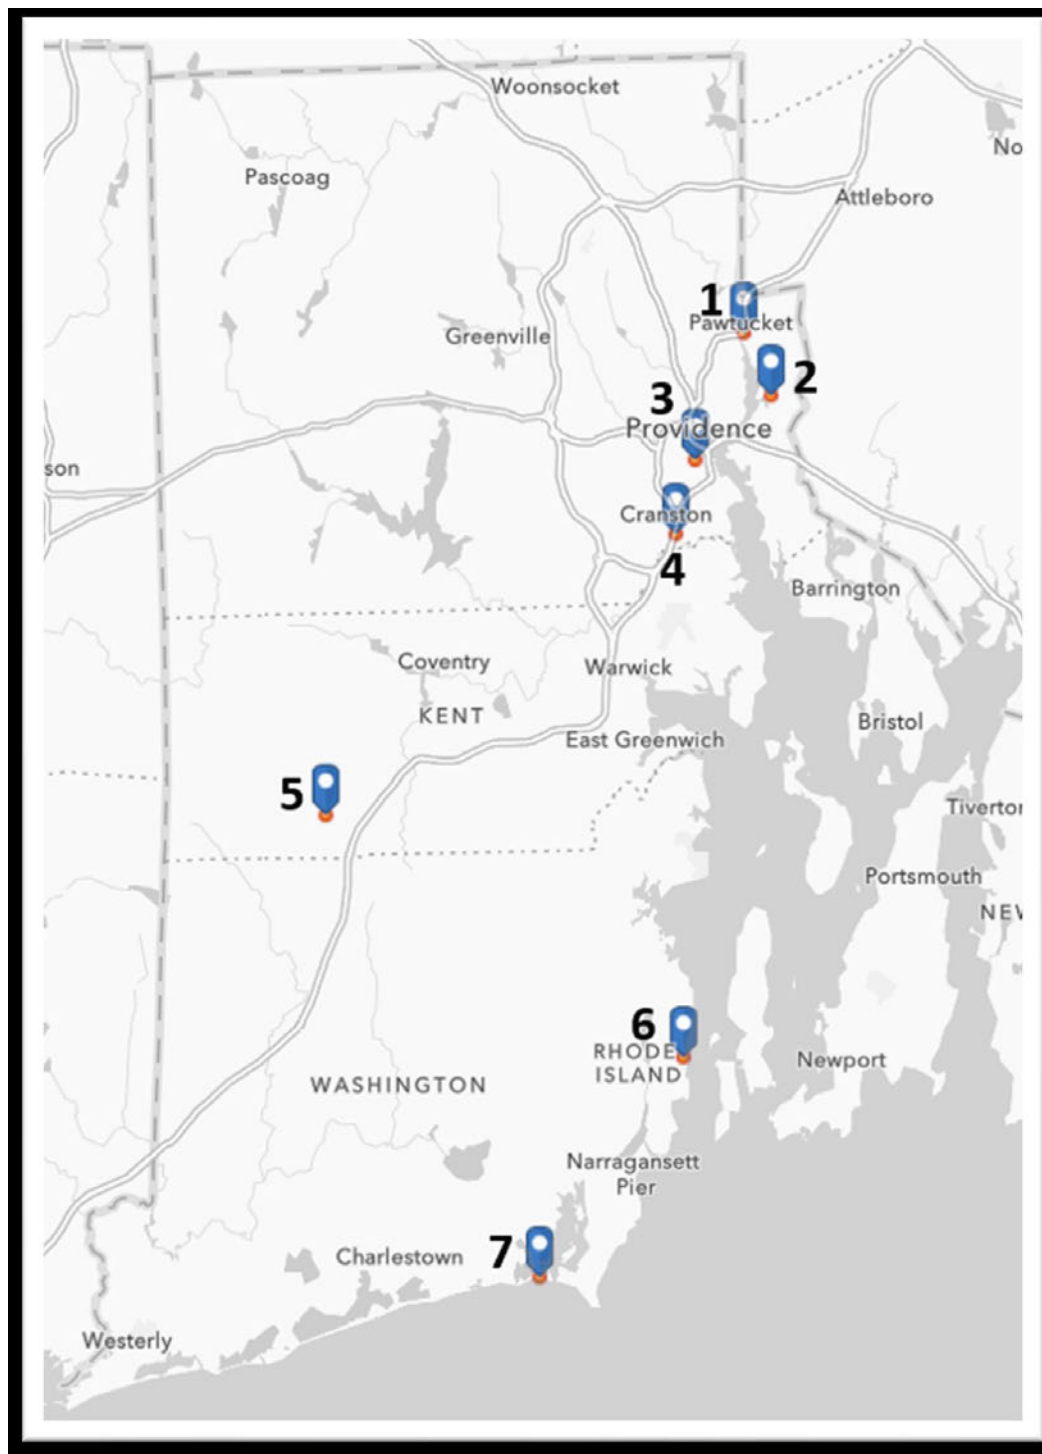 Woonsocket
No
Pascoag
Attleboro
1
Pawtucket
Greenville
2
3
Providence
son
Cranston
4
Barrington
Coventry
Warwick
KENT
Bristol
East Greenwich
5
Tiverton
Portsmouth
NEW
6
RHODE
ISLAND
Newport
WASHINGTON
Narragansett
Pier
7
Charlestown
Westerly